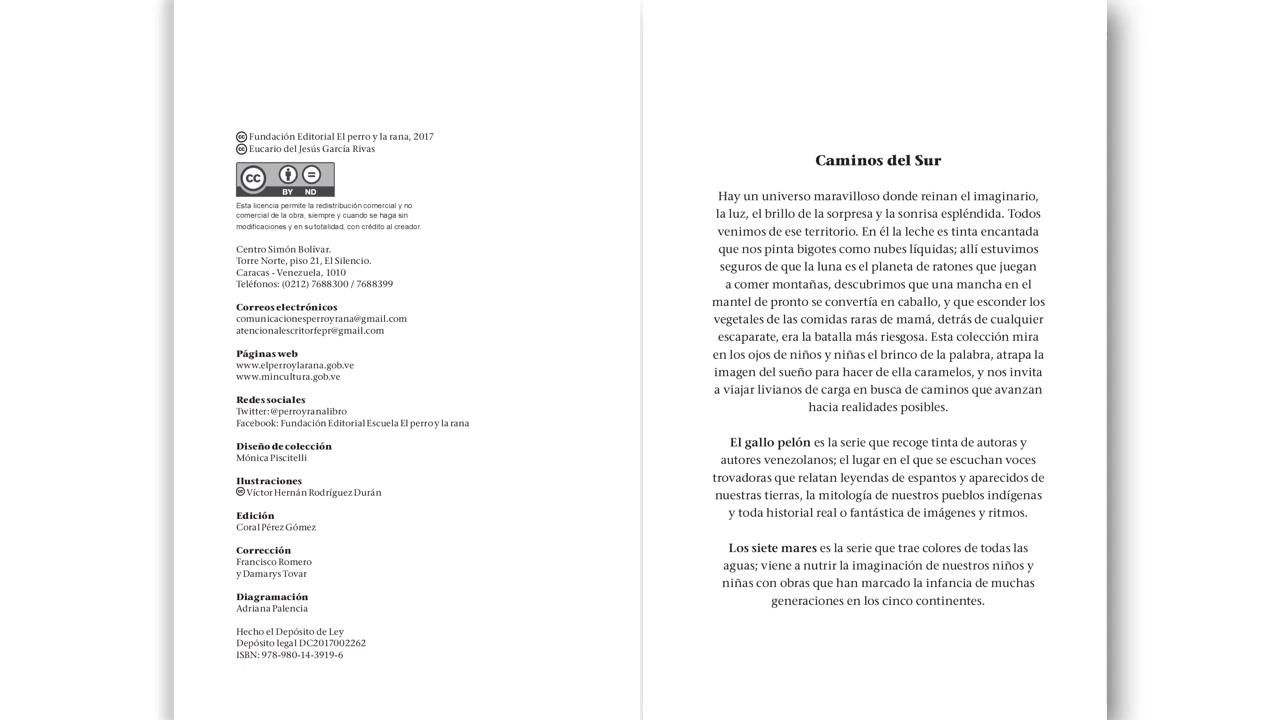 cc Fundación Editorial El perro y la rana, 2017
cc Eucario del Jesús García Rivas
cc BY ND
Esta licencia permite la redistribución comercial y no
comercial de la obra, siempre y cuando se haga sin
modificaciones y en su totalidad, con crédito al creador.
Centro Simón Bolívar.
Torre Norte, piso 21, El Silencio.
Caracas - Venezuela, 1010
Teléfonos: (0212) 7688300 / 7688399
Correos electrónicos
comunicacionesperroyrana@gmail.com
atencionalescritorfepr@gmail.com
Páginas web
www.elperroylarana.gob.ve
www.mincultura.gob.ve
Redes sociales
Twitter: @perroyranalibro
Facebook: Fundación Editorial Escuela El perro y la rana
Diseño de colección
Mónica Piscitelli
Ilustraciones
cc Víctor Hernán Rodríguez Durán
Edición
Coral Pérez Gómez
Corrección
Francisco Romero
y Damarys Tovar
Diagramación
Adriana Palencia
Hecho el Depósito de Ley
Depósito legal DC2017002262
ISBN: 978-980-14-3919-6
Caminos del Sur
Hay un universo maravilloso donde reinan el imaginario,
la luz, el brillo de la sorpresa y la sonrisa espléndida. Todos
venimos de ese territorio. En él la leche es tinta encantada
que nos pinta bigotes como nubes líquidas; allí estuvimos
seguros de que la luna es el planeta de ratones que juegan
a comer montañas, descubrimos que una mancha en el
mantel de pronto se convertía en caballo, y que esconder los
vegetales de las comidas raras de mamá, detrás de cualquier
escaparate, era la batalla más riesgosa. Esta colección mira
en los ojos de niños y niñas el brinco de la palabra, atrapa la
imagen del sueño para hacer de ella caramelos, y nos invita
a viajar livianos de carga en busca de caminos que avanzan
hacia realidades posibles.
El gallo pelón es la serie que recoge tinta de autoras y
autores venezolanos; el lugar en el que se escuchan voces
trovadoras que relatan leyendas de espantos y aparecidos de
nuestras tierras, la mitología de nuestros pueblos indígenas
y toda historial real o fantástica de imágenes y ritmos.
Los siete mares es la serie que trae colores de todas las
aguas; viene a nutrir la imaginación de nuestros niños y
niñas con obras que han marcado la infancia de muchas
generaciones en los cinco continentes.